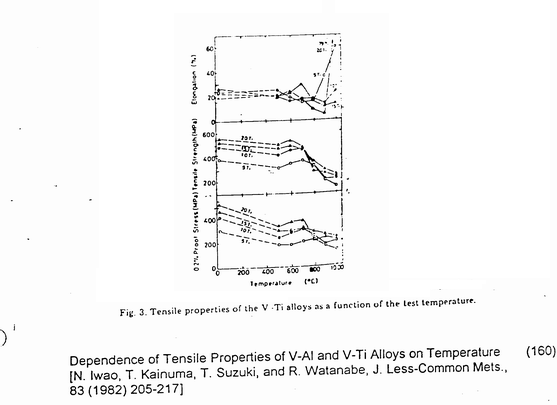 60
40
20
0
Elongation (%)
20Ti
5Ti
15Ti
600
400
200
Tensile Strength (MPa)
20Ti
15Ti
10Ti
5Ti
400
200
0
0.2% Proof Stress (MPa)
20Ti
15Ti
10Ti
5Ti
0 200 400 600 800 1000
Temperature (°C)
Fig. 3. Tensile properties of the V-Ti alloys as a function of the test temperature.
Dependence of Tensile Properties of V-Al and V-Ti Alloys on Temperature (160)
[N. Iwao, T. Kainuma, T. Suzuki, and R. Watanabe, J. Less-Common Mets.,
83 (1982) 205-217]